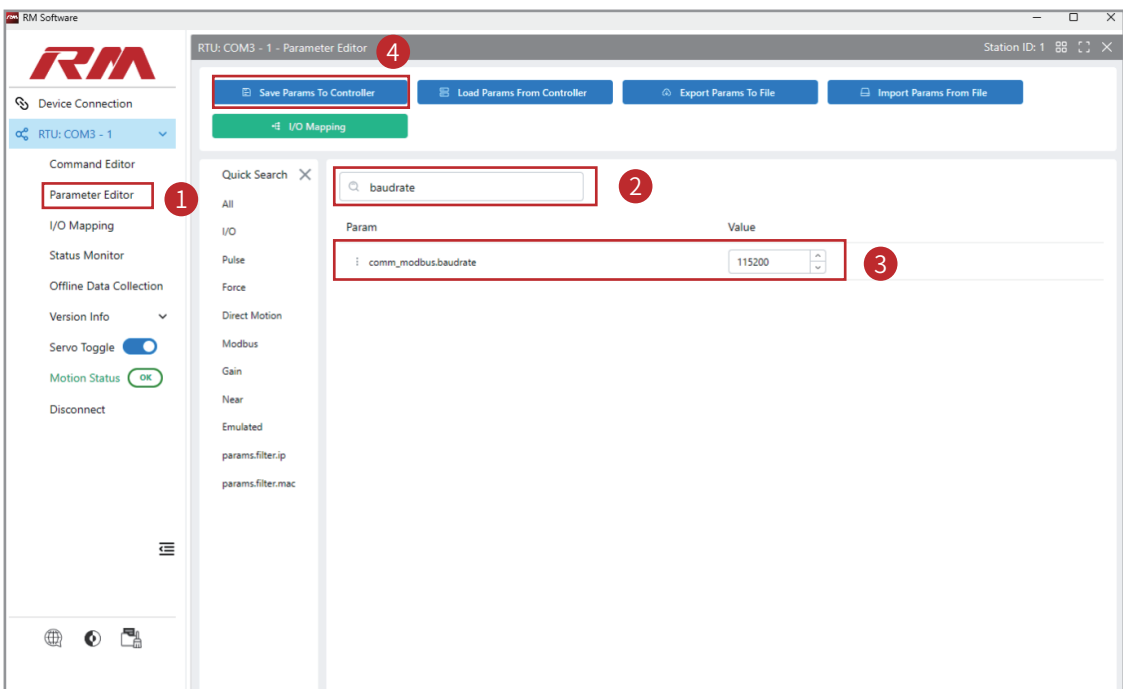 RM Software
RM
RTU: COM3 - 1 - Parameter Editor
4
Station ID: 1
Device Connection
RTU: COM3 - 1
Command Editor
Parameter Editor
1
I/O Mapping
Status Monitor
Offline Data Collection
Version Info
Servo Toggle
Motion Status OK
Disconnect
Save Params To Controller
Load Params From Controller
Export Params To File
Import Params From File
I/O Mapping
Quick Search
All
I/O
Pulse
Force
Direct Motion
Modbus
Gain
Near
Emulated
params.filter.ip
params.filter.mac
baudrate
2
Param Value
comm_modbus.baudrate 115200
3